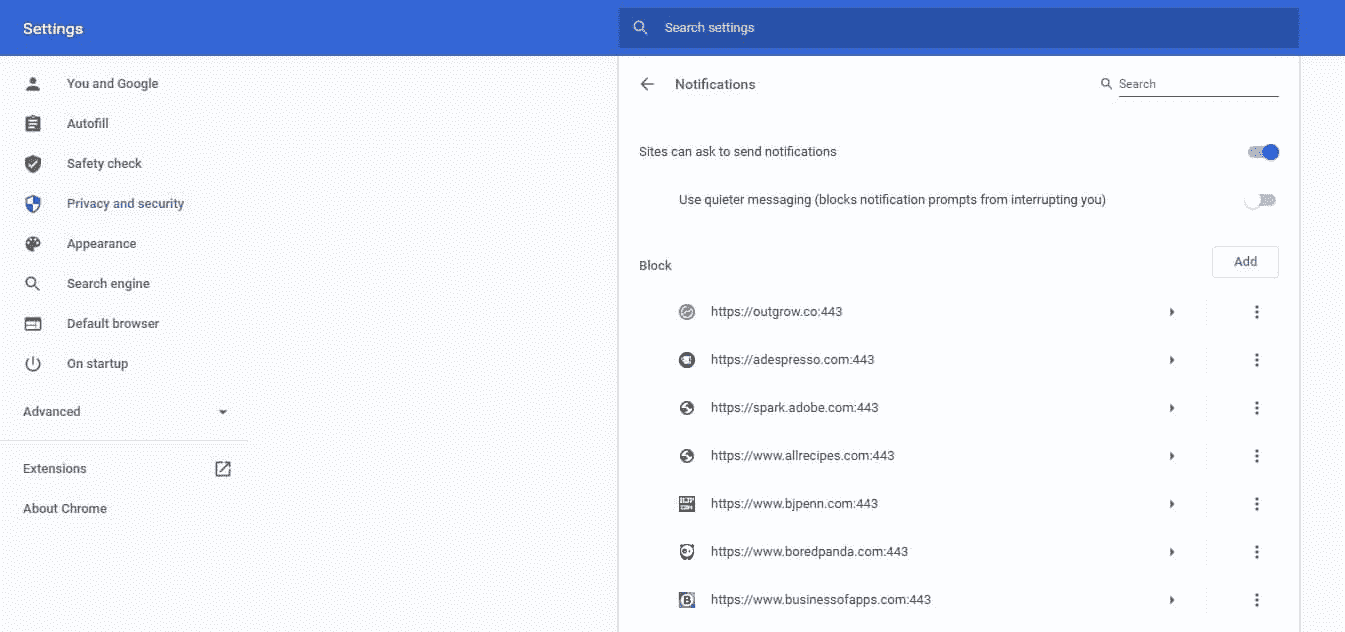 Settings
Search settings
You and Google
Autofill
Safety check
Privacy and security
Appearance
Search engine
Default browser
On startup
Advanced
Extensions
About Chrome
Notifications
Search
Sites can ask to send notifications
Use quieter messaging (blocks notification prompts from interrupting you)
Block
Add
https://outgrow.co:443
https://adespresso.com:443
https://spark.adobe.com:443
https://www.allrecipes.com:443
https://www.bjpenn.com:443
https://www.boredpanda.com:443
https://www.businessofapps.com:443